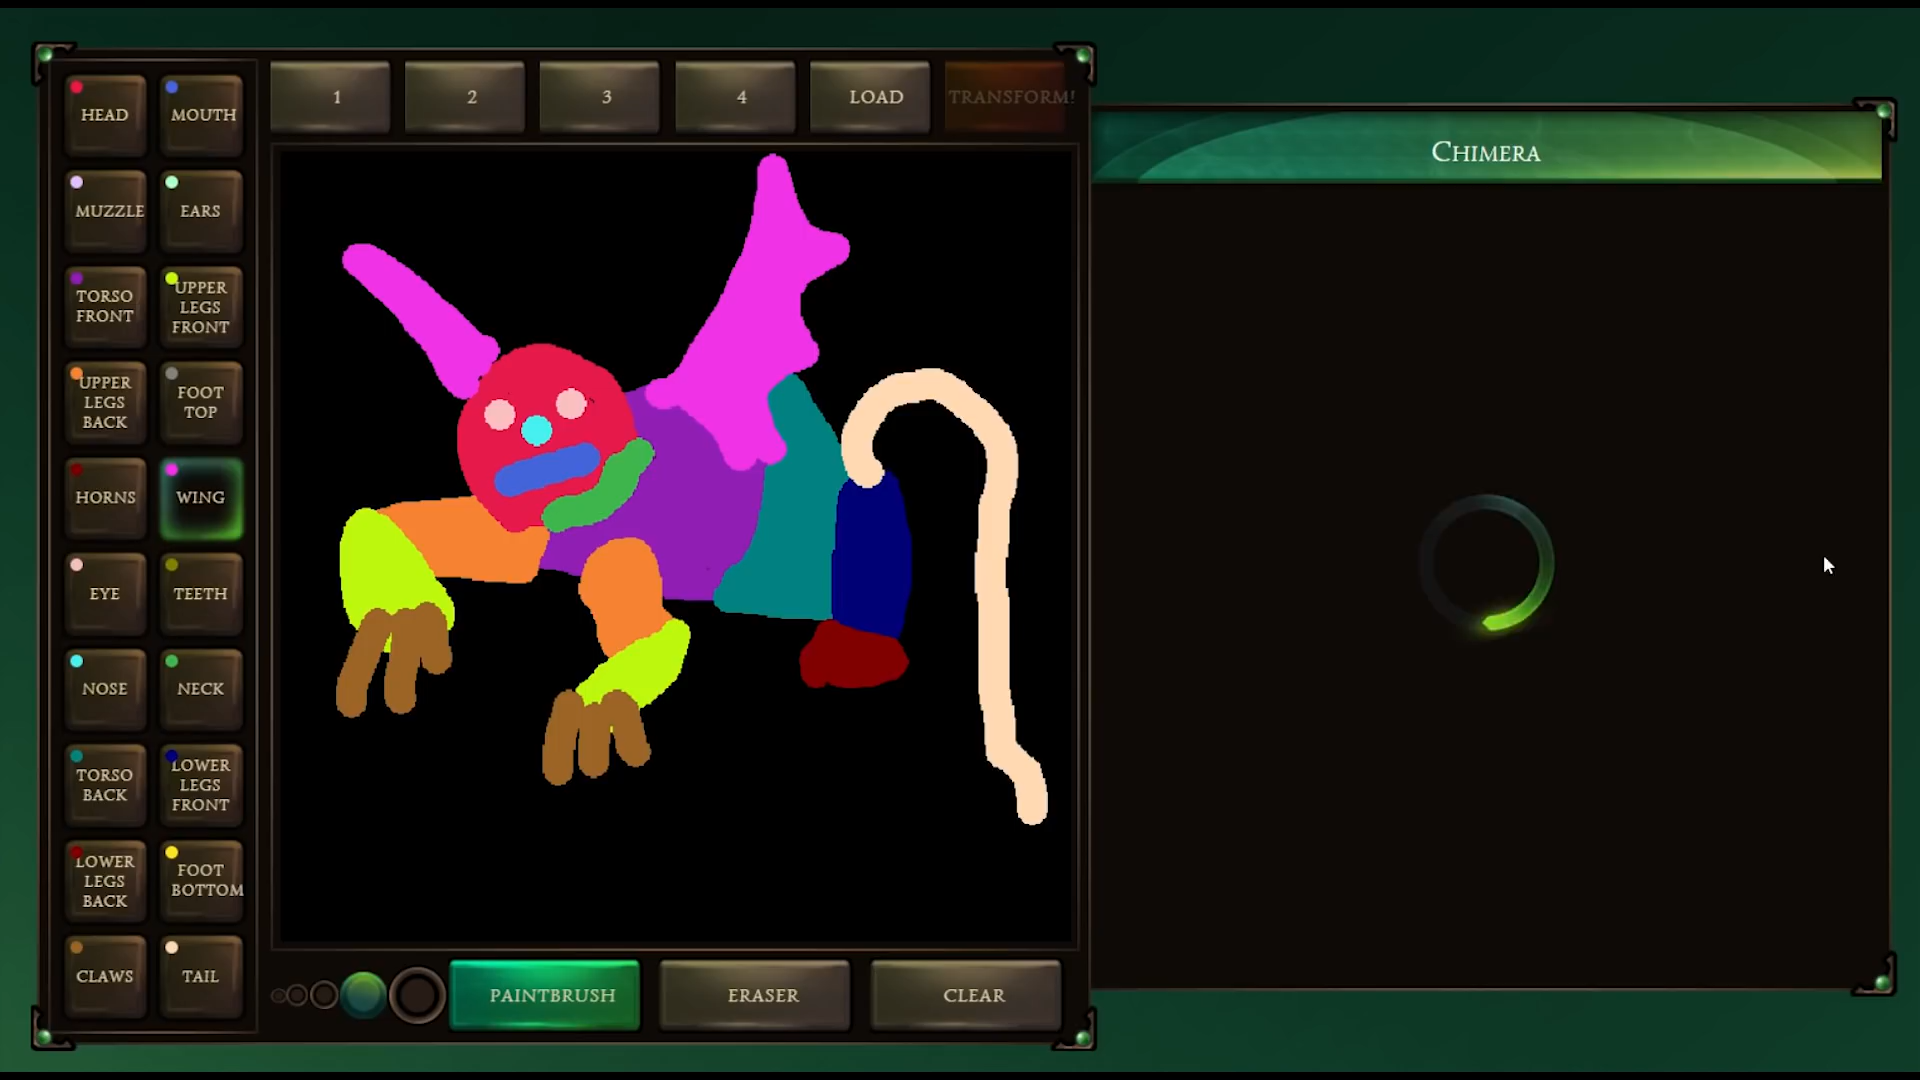 1
2
3
4
LOAD
TRANSFORM!
HEAD
MOUTH
MUZZLE
EARS
TORSO
FRONT
UPPER
LEGS
FRONT
UPPER
LEGS
BACK
FOOT
TOP
HORNS
WING
EYE
TEETH
NOSE
NECK
TORSO
BACK
LOWER
LEGS
FRONT
LOWER
LEGS
BACK
FOOT
BOTTOM
CLAWS
TAIL
PAINTBRUSH
ERASER
CLEAR
CHIMERA